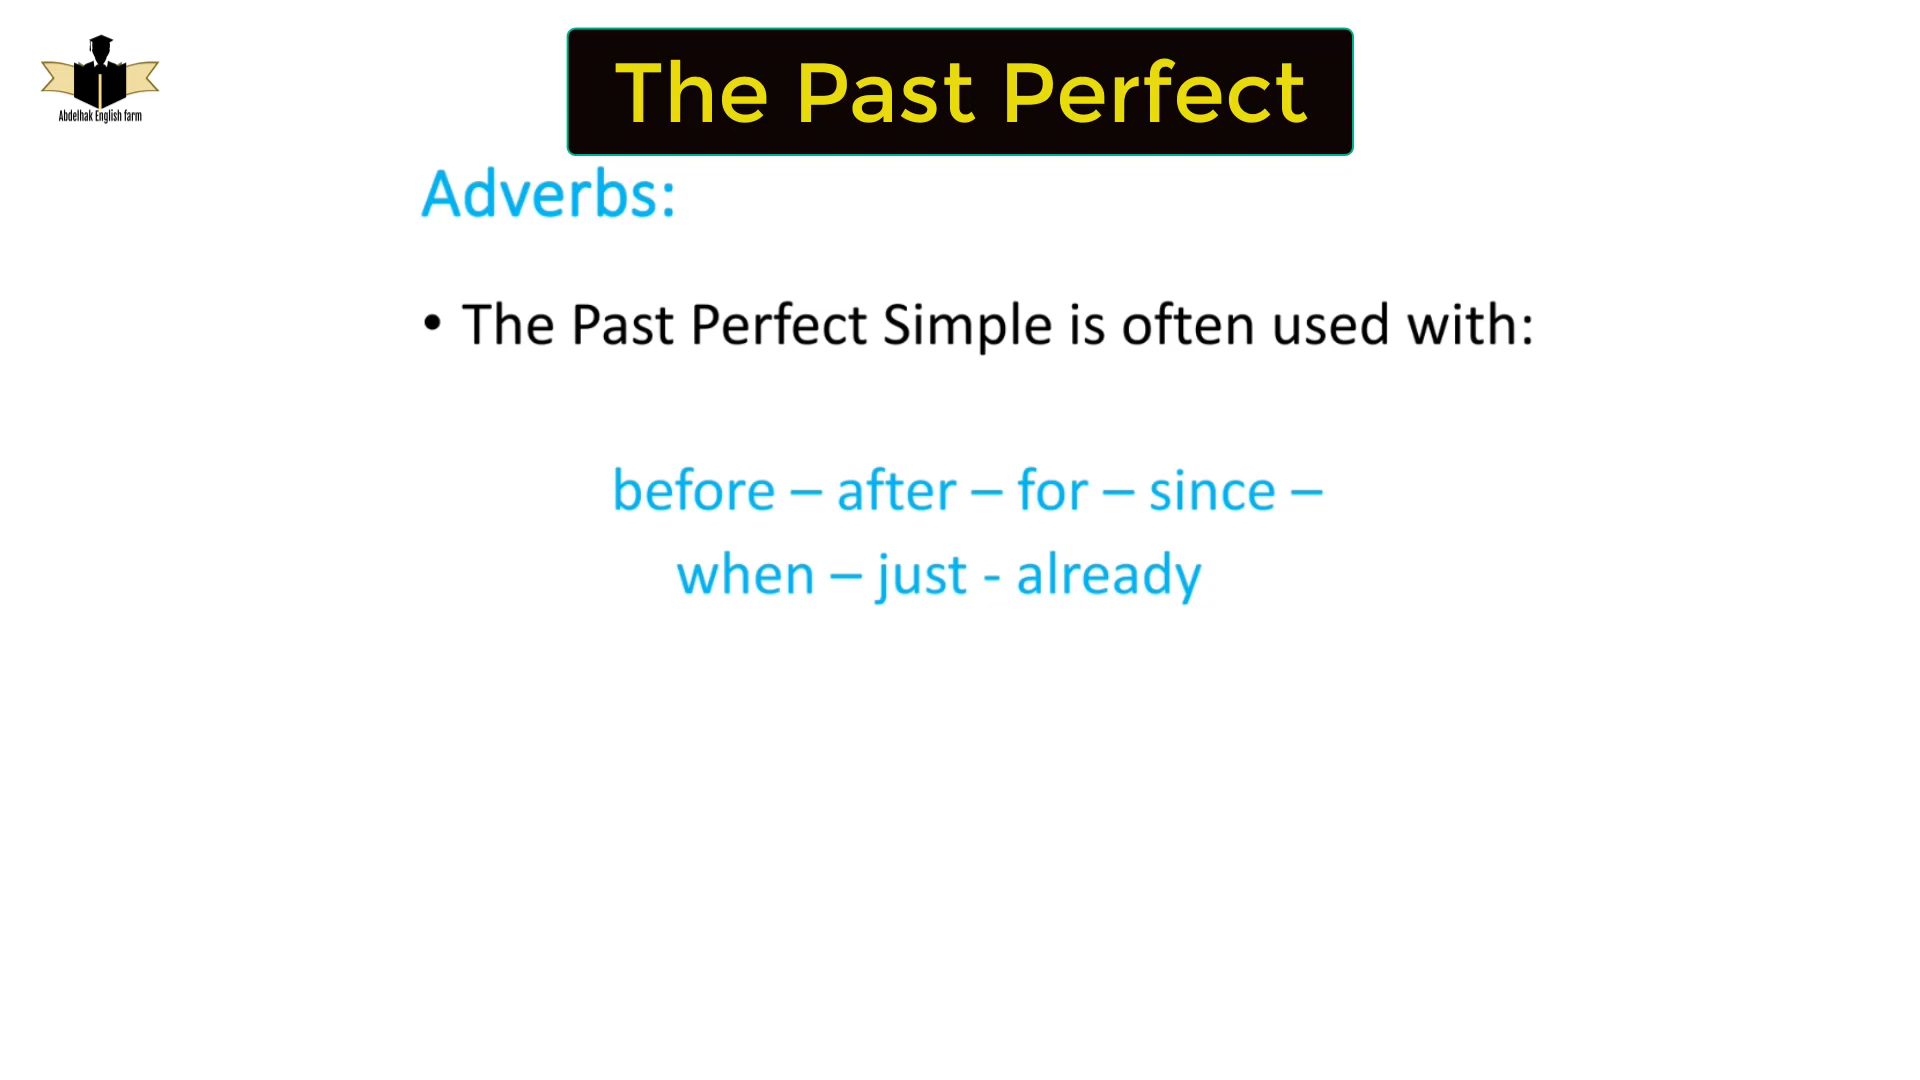 The Past Perfect
Abdelhak English farm
Adverbs:
• The Past Perfect Simple is often used with:
before – after – for – since –
when – just - already